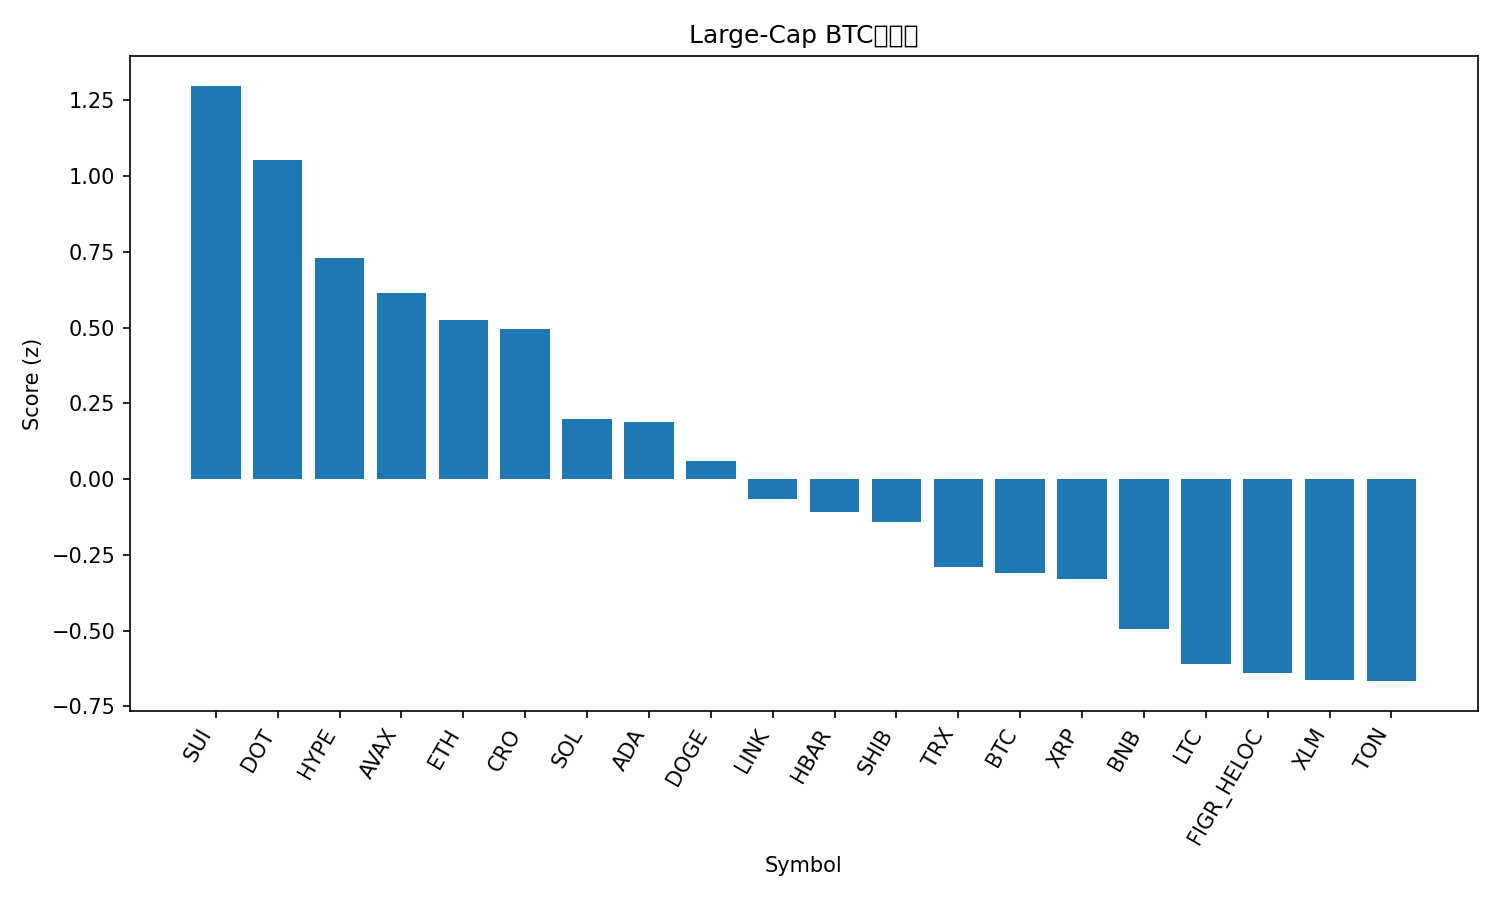 Large-Cap BTC
1.25
1.00
0.75
0.50
0.25
0.00
−0.25
−0.50
−0.75
Score (z)
SUI
DOT
HYPE
AVAX
ETH
CRO
SOL
ADA
DOGE
LINK
HBAR
SHIB
TRX
BTC
XRP
BNB
LTC
FIGR_HELOC
XLM
TON
Symbol